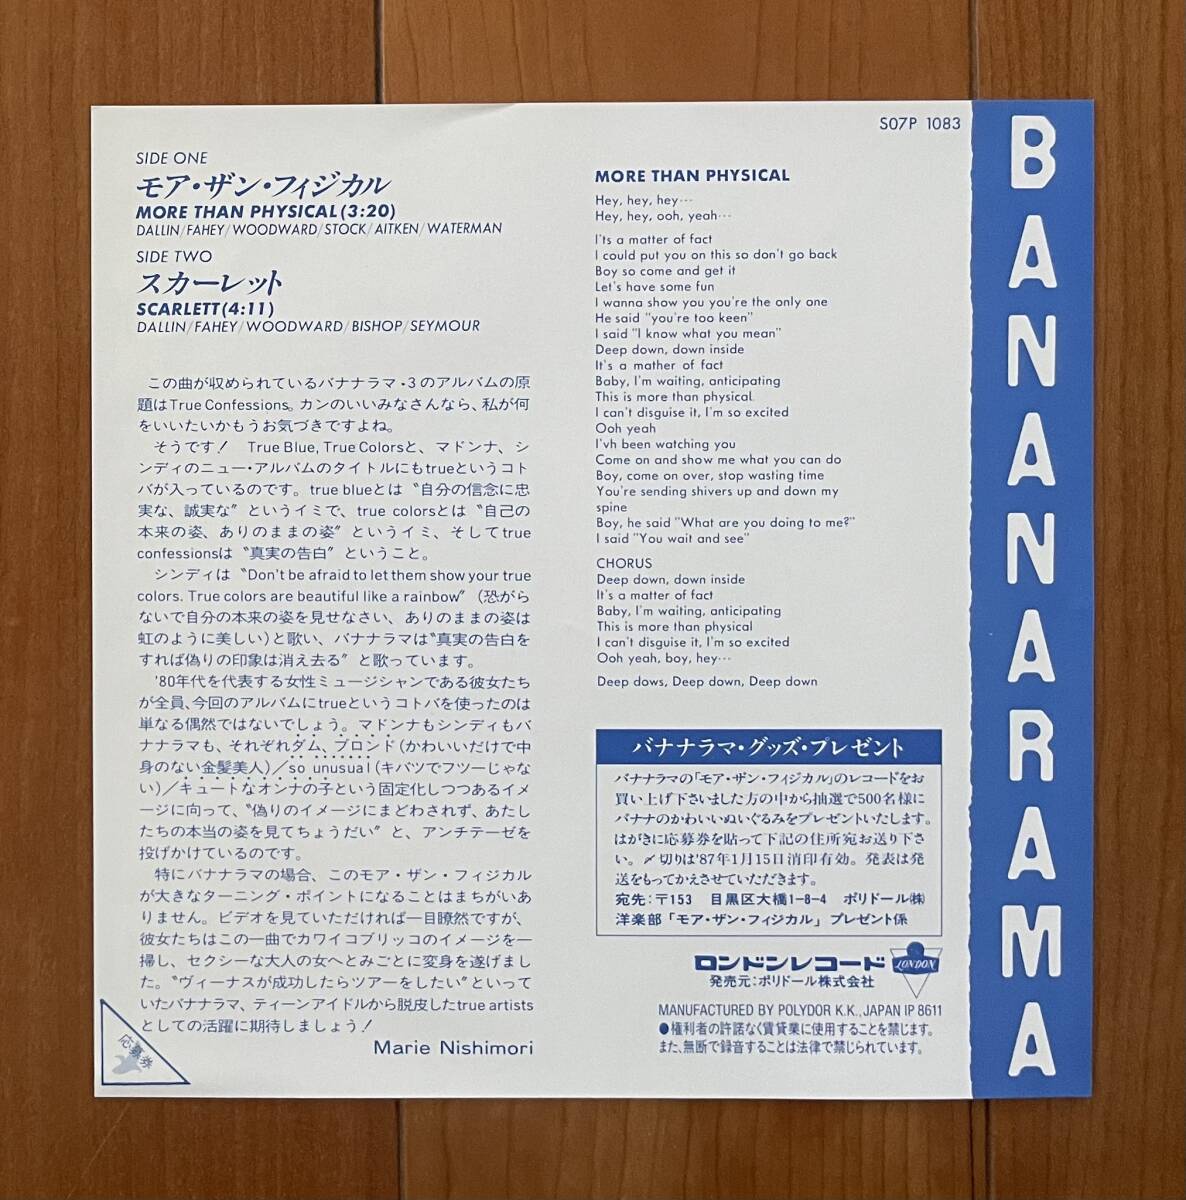 S07P 1083
SIDE ONE
モア・ザン・フィジカル
MORE THAN PHYSICAL(3:20)
DALLIN/FAHEY/WOODWARD/STOCK/AITKEN/WATERMAN
SIDE TWO
スカーレット
SCARLETT(4:11)
DALLIN/FAHEY/WOODWARD/BISHOP/SEYMOUR
この曲が収められているバナナラマ・3のアルバムの原
題はTrue Confessions。カンのいいみなさんなら、私が何
をいいたいかもうお気づきですよね。
そうです！ True Blue, True Colorsと、マドンナ、シ
ンディのニュー・アルバムのタイトルにもtrueというコト
バが入っているのです。true blueとは〝自分の信念に忠
実な、誠実な〟というイミで、true colorsとは〝自己の
本来の姿、ありのままの姿〟というイミ、そしてtrue
confessionsは〝真実の告白〟ということ。
シンディは〝Don't be afraid to let them show your true
colors. True colors are beautiful like a rainbow〟(恐がら
ないで自分の本来の姿を見せなさい、ありのままの姿は
虹のように美しい)と歌い、バナナラマは〝真実の告白を
すれば偽りの印象は消え去る〟と歌っています。
'80年代を代表する女性ミュージシャンである彼女たち
が全員、今回のアルバムにtrueというコトバを使ったのは
単なる偶然ではないでしょう。マドンナもシンディもバ
ナナラマも、それぞれダム、ブロンド(かわいいだけで中
身のない金髪美人)／so unusual(キバツでフツーじゃな
い)／キュートなオンナの子という固定化しつつあるイメ
ージに向って、〝偽りのイメージにまどわされず、あたし
たちの本当の姿を見てちょうだい〟と、アンチテーゼを
投げかけているのです。
特にバナナラマの場合、このモア・ザン・フィジカル
が大きなターニング・ポイントになることはまちがいあ
りません。ビデオを見ていただければ一目瞭然ですが、
彼女たちはこの一曲でカワイコブリッコのイメージを一
掃し、セクシーな大人の女へとみごとに変身を遂げまし
た。〝ヴィーナスが成功したらツアーをしたい〟といって
いたバナナラマ、ティーンアイドルから脱皮したtrue artists
としての活躍に期待しましょう！
Marie Nishimori
応募券
MORE THAN PHYSICAL
Hey, hey, hey…
Hey, hey, ooh, yeah…
I'ts a matter of fact
I could put you on this so don't go back
Boy so come and get it
Let's have some fun
I wanna show you you're the only one
He said "you're too keen"
I said "I know what you mean"
Deep down, down inside
It's a mather of fact
Baby, I'm waiting, anticipating
This is more than physical
I can't disguise it, I'm so excited
Ooh yeah
I'vh been watching you
Come on and show me what you can do
Boy, come on over, stop wasting time
You're sending shivers up and down my
spine
Boy, he said "What are you doing to me?"
I said "You wait and see"
CHORUS
Deep down, down inside
It's a matter of fact
Baby, I'm waiting, anticipating
This is more than physical
I can't disguise it, I'm so excited
Ooh yeah, boy, hey…
Deep dows, Deep down, Deep down
バナナラマ・グッズ・プレゼント
バナナラマの「モア・ザン・フィジカル」のレコードをお
買い上げ下さいました方の中から抽選で500名様に
バナナのかわいいぬいぐるみをプレゼントいたします。
はがきに応募券を貼って下記の住所宛お送り下さ
い。〆切りは'87年1月15日消印有効。発表は発
送をもってかえさせていただきます。
宛先：〒153 目黒区大橋1-8-4 ポリドール㈱
洋楽部「モア・ザン・フィジカル」プレゼント係
ロンドンレコード
LONDON
発売元：ポリドール株式会社
MANUFACTURED BY POLYDOR K.K., JAPAN IP 8611
●権利者の許諾なく賃貸業に使用することを禁じます。
また、無断で録音することは法律で禁じられています。
BANANARAMA